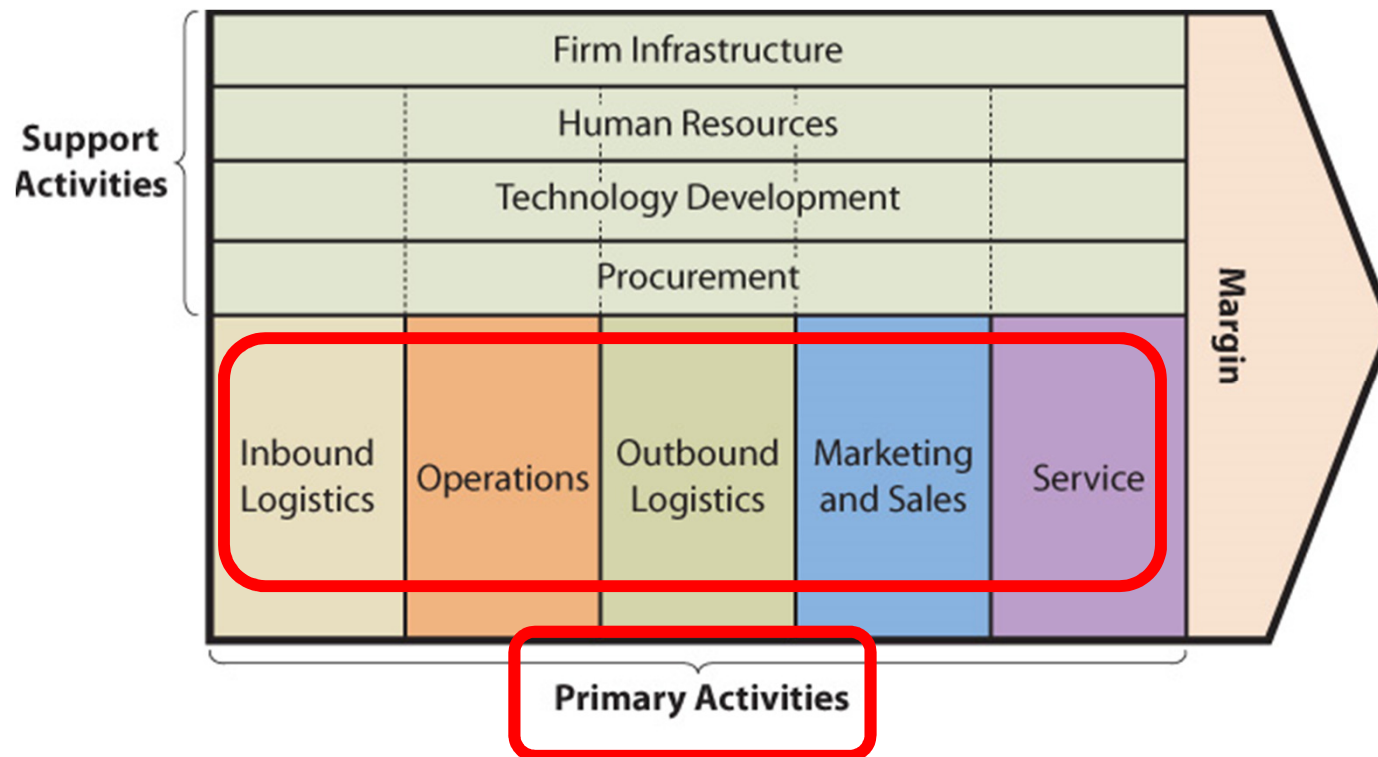 Firm Infrastructure
Human Resources
Support
Activities
Technology Development
Procurement
Margin
Inbound
Logistics
Operations
Outbound
Logistics
Marketing
and Sales
Service
Primary Activities